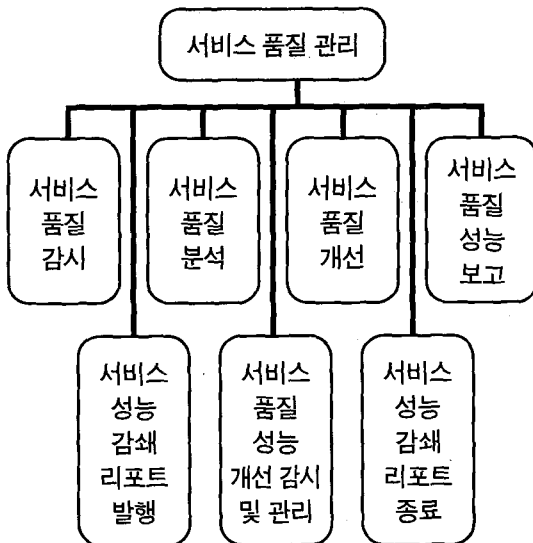 서비스 품질 관리
서비스
품질
감시
서비스
품질
분석
서비스
품질
개선
서비스
품질
성능
보고
서비스
성능
감쇄
리포트
발행
서비스
품질
성능
개선 감시
및 관리
서비스
성능
감쇄
리포트
종료